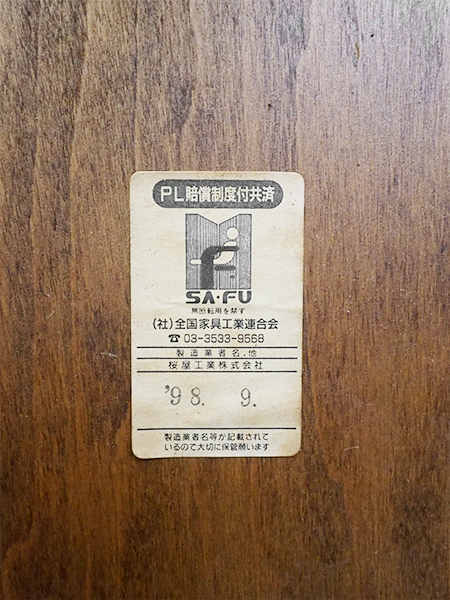 PL賠償制度付共済
SA・FU
無断転用を禁ず
(社)全国家具工業連合会
☎ 03-3533-9568
製造業者名.他
桜屋工業株式会社
'98. 9.
製造業者名等が記載されて
いるので大切に保管願います